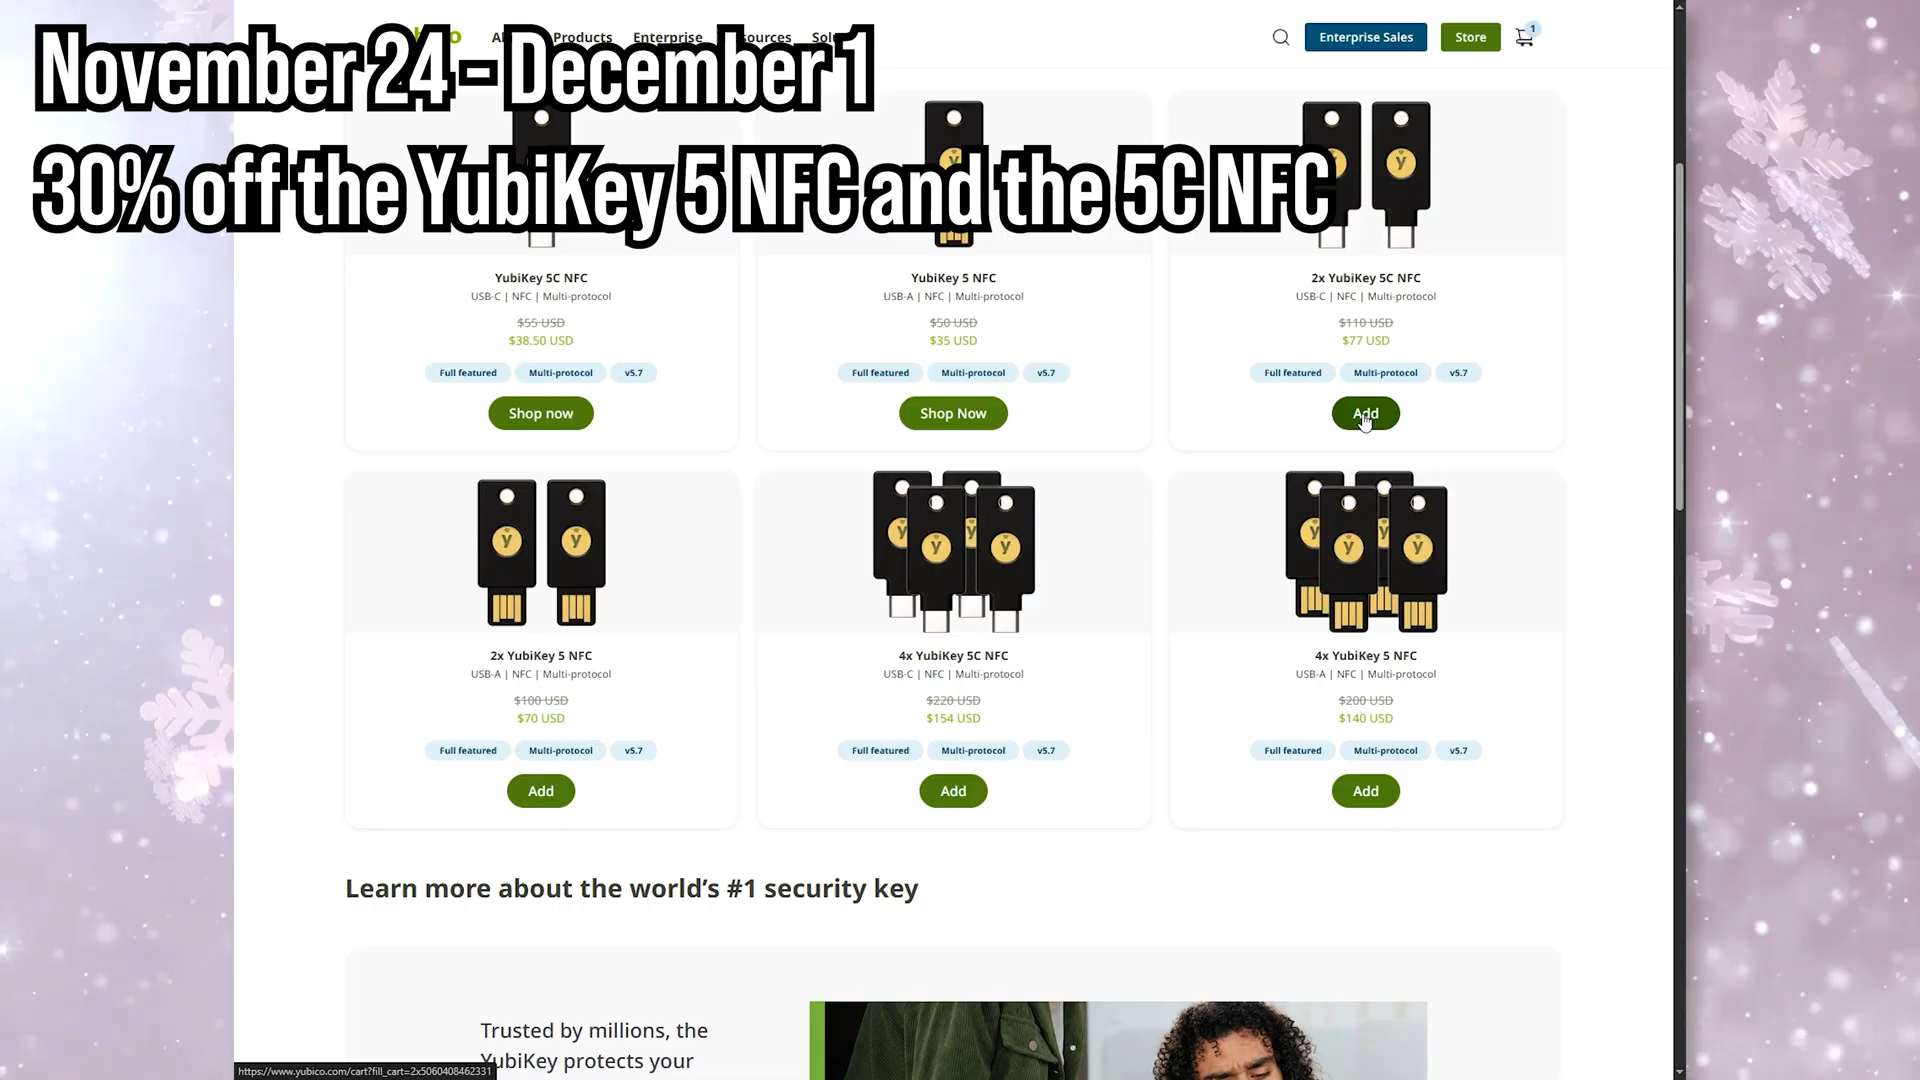 November 24 - December 1
30% off the YubiKey 5 NFC and the 5C NFC
Products Enterprise
Enterprise Sales Store 1
YubiKey 5C NFC
USB-C | NFC | Multi-protocol
$55 USD
$38.50 USD
Full featured Multi-protocol v5.7
Shop now
YubiKey 5 NFC
USB-A | NFC | Multi-protocol
$50 USD
$35 USD
Full featured Multi-protocol v5.7
Shop Now
2x YubiKey 5C NFC
USB-C | NFC | Multi-protocol
$110 USD
$77 USD
Full featured Multi-protocol v5.7
Add
2x YubiKey 5 NFC
USB-A | NFC | Multi-protocol
$100 USD
$70 USD
Full featured Multi-protocol v5.7
Add
4x YubiKey 5C NFC
USB-C | NFC | Multi-protocol
$220 USD
$154 USD
Full featured Multi-protocol v5.7
Add
4x YubiKey 5 NFC
USB-A | NFC | Multi-protocol
$200 USD
$140 USD
Full featured Multi-protocol v5.7
Add
Learn more about the world's #1 security key
Trusted by millions, the
YubiKey protects your
https://www.yubico.com/cart?fill_cart=2x5060408462331